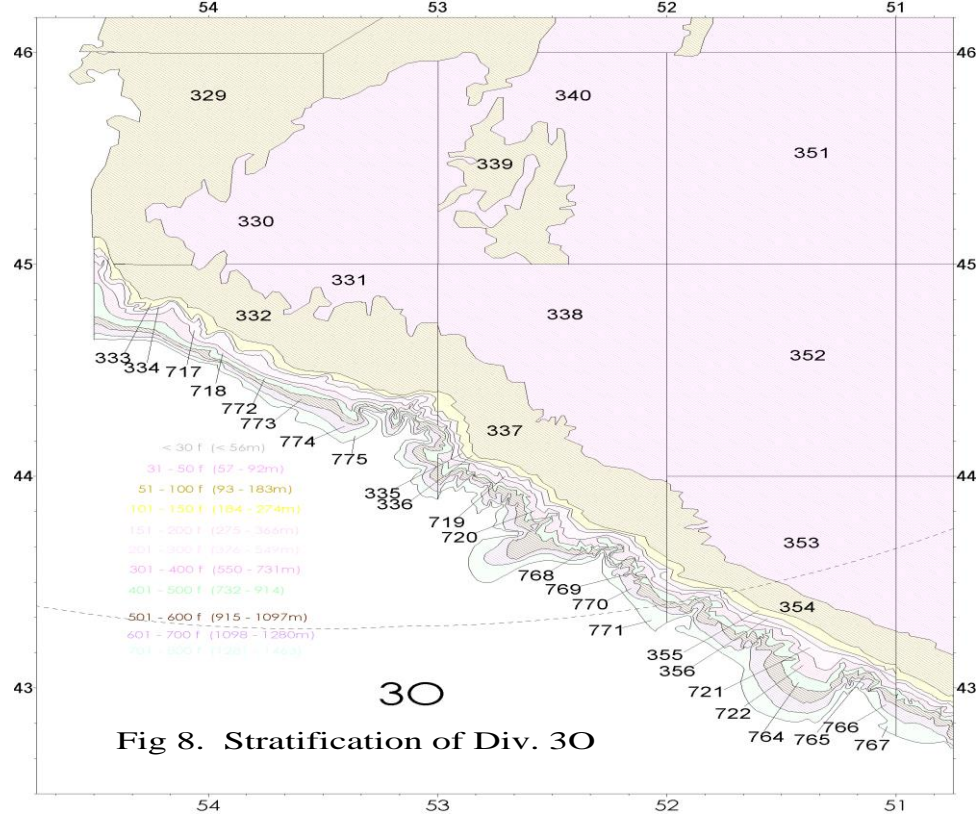 54 53 52 51
46 46
329 340
351
339
330
45 45
331
332 338
352
333
334
717
718
772
773
774
775
337
< 30 f (< 56m)
31 - 50 f (57 - 92m)
51 - 100 f (93 - 183m)
101 - 150 f (184 - 274m)
151 - 200 f (275 - 366m)
301 - 400 f (550 - 731m)
401 - 500 f (732 - 914)
501 - 600 f (915 - 1097m)
601 - 700 f (1098 - 1280m)
44 44
335
336
719
720
768
769
770
771
353
354
355
356
721
722
764
765
766
767
43 43
3O
Fig 8. Stratification of Div. 3O
54 53 52 51